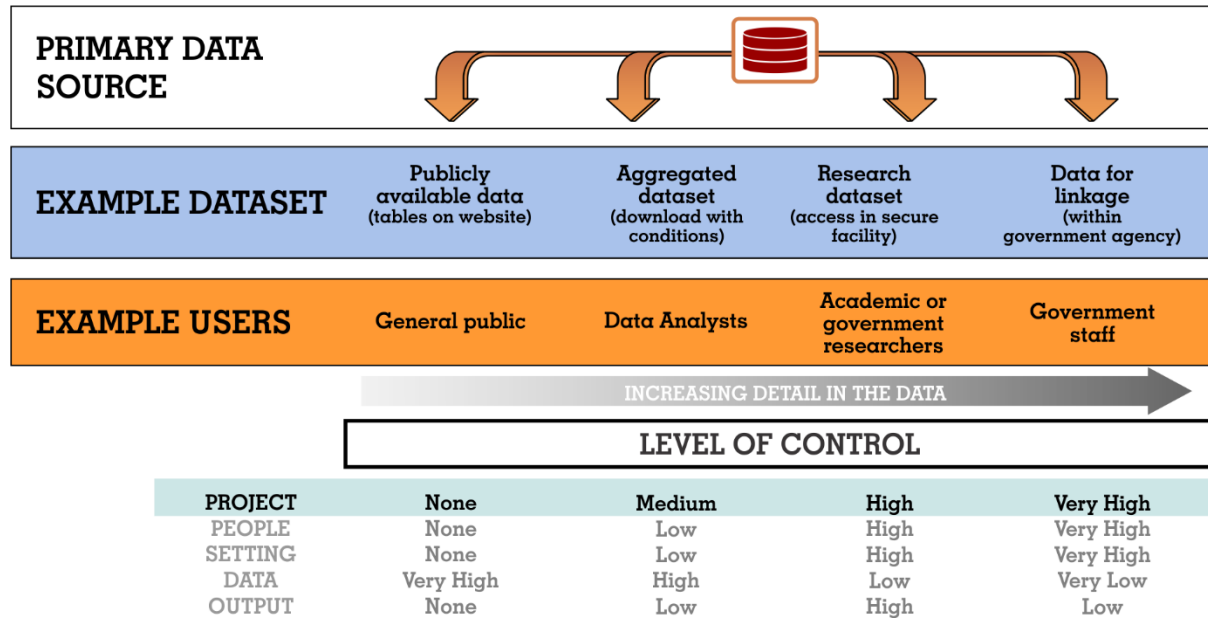 PRIMARY DATA
SOURCE
EXAMPLE DATASET
Publicly
available data
(tables on website)
Aggregated
dataset
(download with
conditions)
Research
dataset
(access in secure
facility)
Data for
linkage
(within
government agency)
EXAMPLE USERS
General public
Data Analysts
Academic or
government
researchers
Government
staff
INCREASING DETAIL IN THE DATA
LEVEL OF CONTROL
PROJECT None Medium High Very High
PEOPLE None Low High Very High
SETTING None Low High Very High
DATA Very High High Low Very Low
OUTPUT None Low High Low